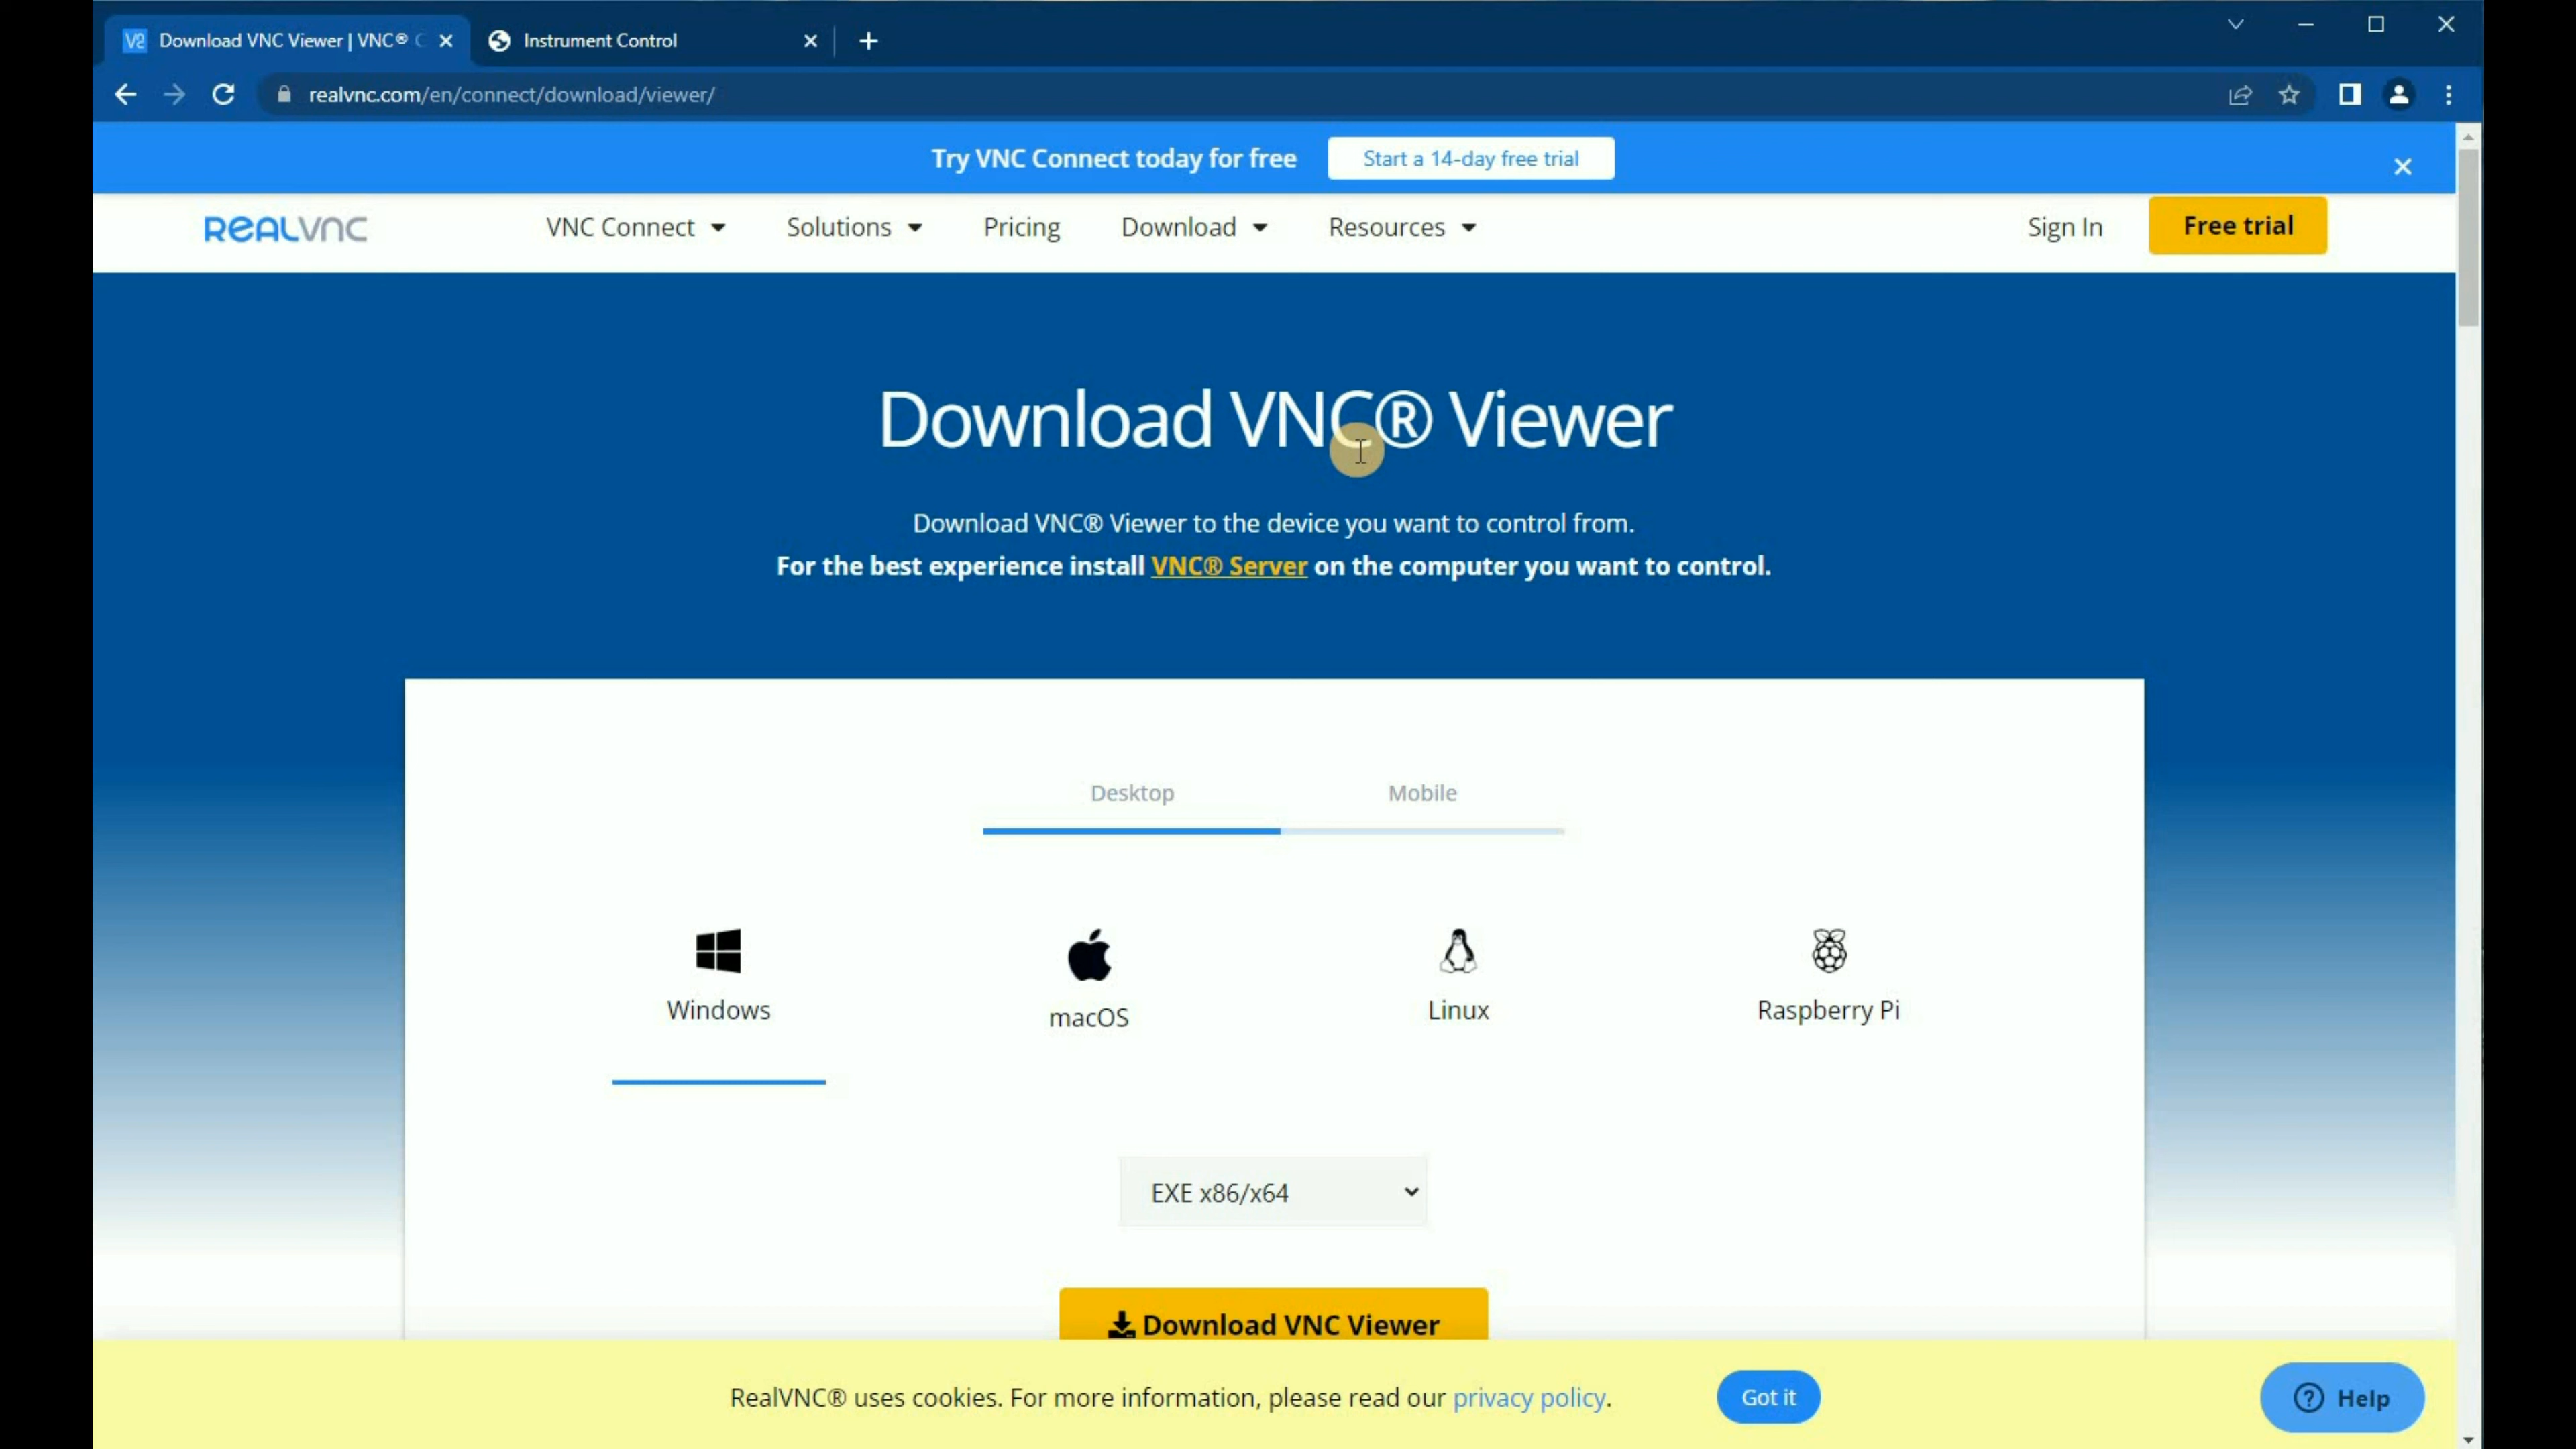 Download VNC Viewer | VNC® C
Instrument Control
realvnc.com/en/connect/download/viewer/
Try VNC Connect today for free
Start a 14-day free trial
REALVNC
VNC Connect
Solutions
Pricing
Download
Resources
Sign In
Free trial
Download VNC® Viewer
Download VNC® Viewer to the device you want to control from.
For the best experience install VNC® Server on the computer you want to control.
Desktop
Mobile
Windows
macOS
Linux
Raspberry Pi
EXE x86/x64
Download VNC Viewer
RealVNC® uses cookies. For more information, please read our privacy policy.
Got it
Help